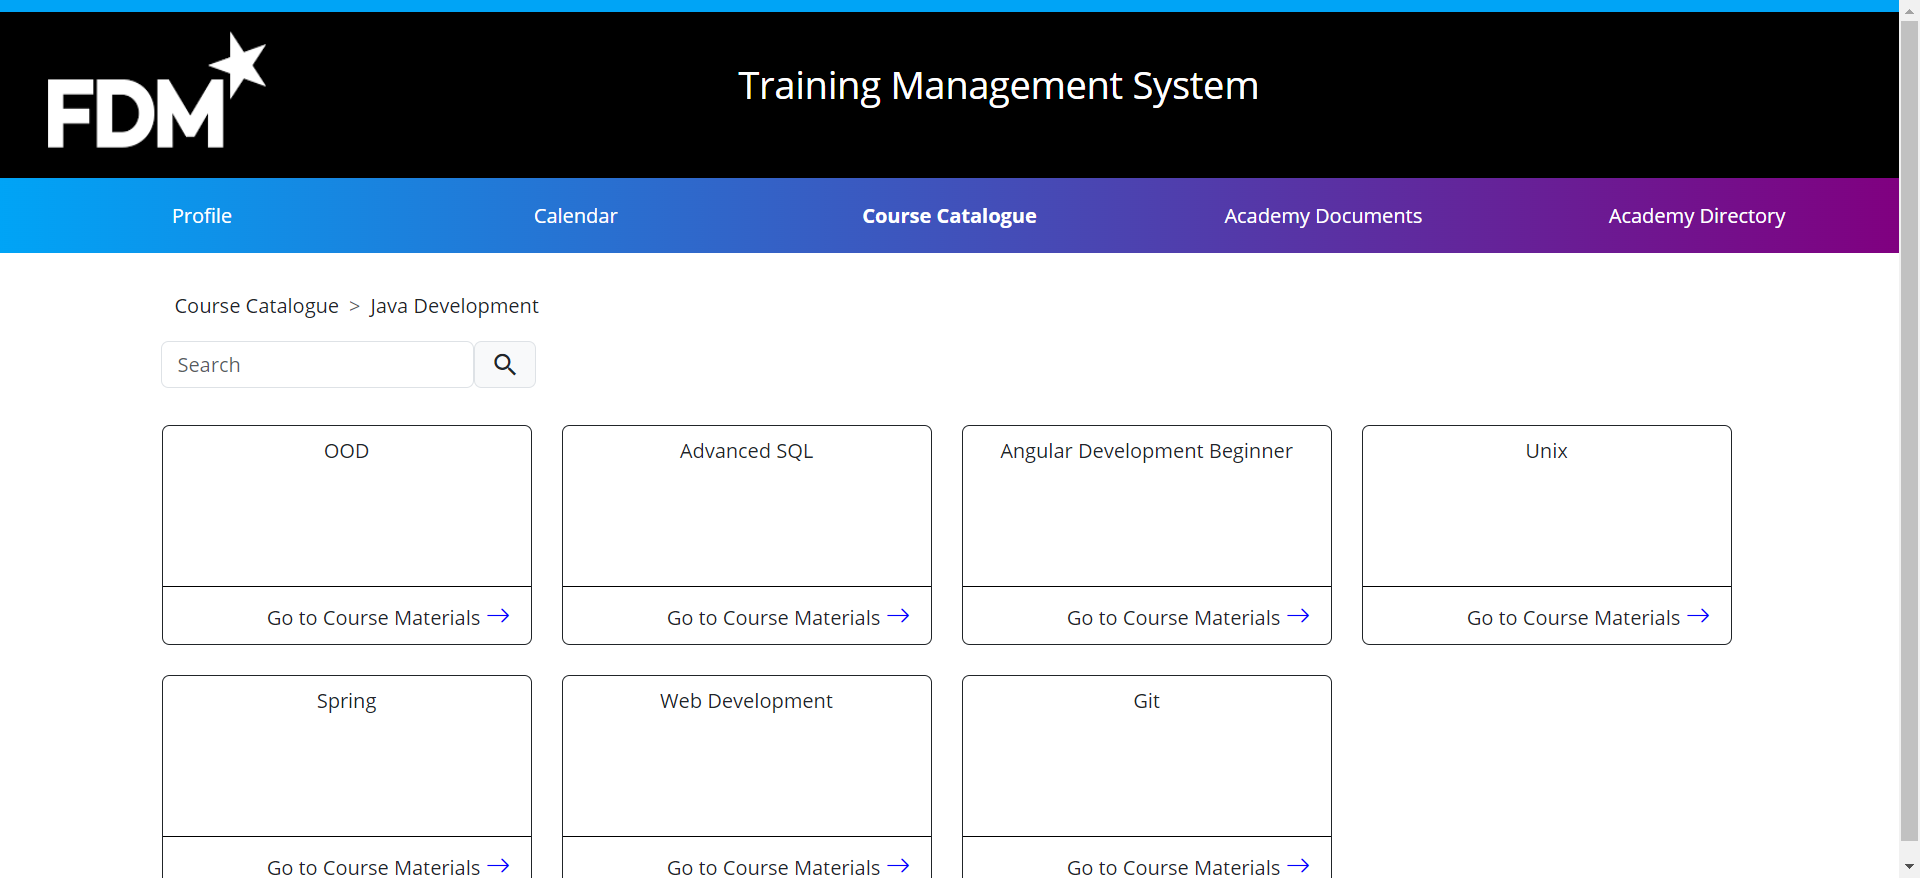 FDM
Training Management System
Profile
Calendar
Course Catalogue
Academy Documents
Academy Directory
Course Catalogue > Java Development
Search
OOD
Advanced SQL
Angular Development Beginner
Unix
Go to Course Materials →
Go to Course Materials →
Go to Course Materials →
Go to Course Materials →
Spring
Web Development
Git
Go to Course Materials →
Go to Course Materials →
Go to Course Materials →